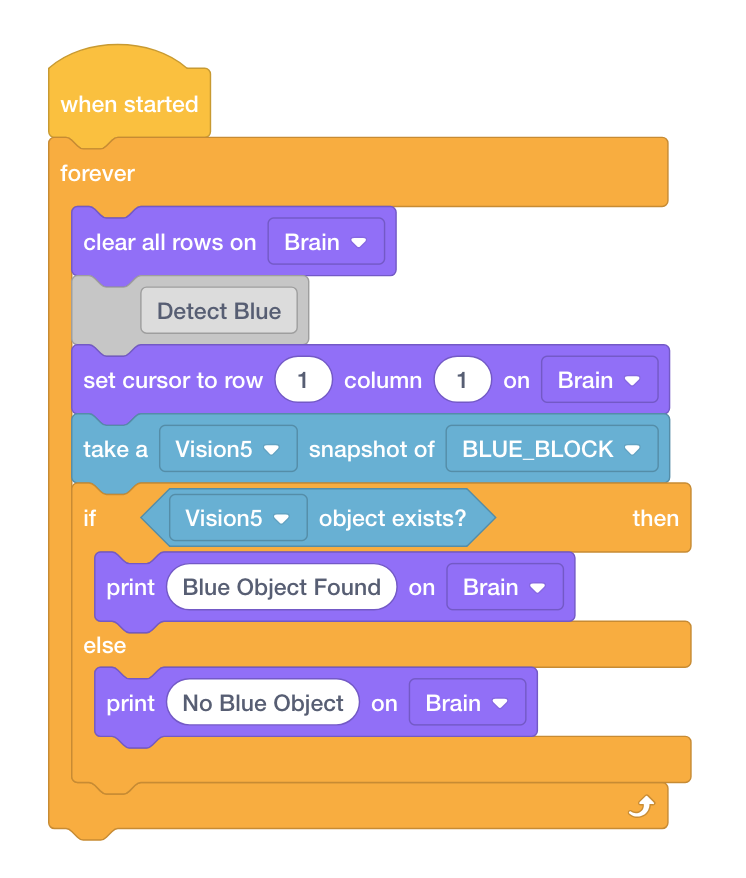 when started
forever
clear all rows on Brain
Detect Blue
set cursor to row 1 column 1 on Brain
take a Vision5 snapshot of BLUE_BLOCK
if Vision5 object exists? then
print Blue Object Found on Brain
else
print No Blue Object on Brain